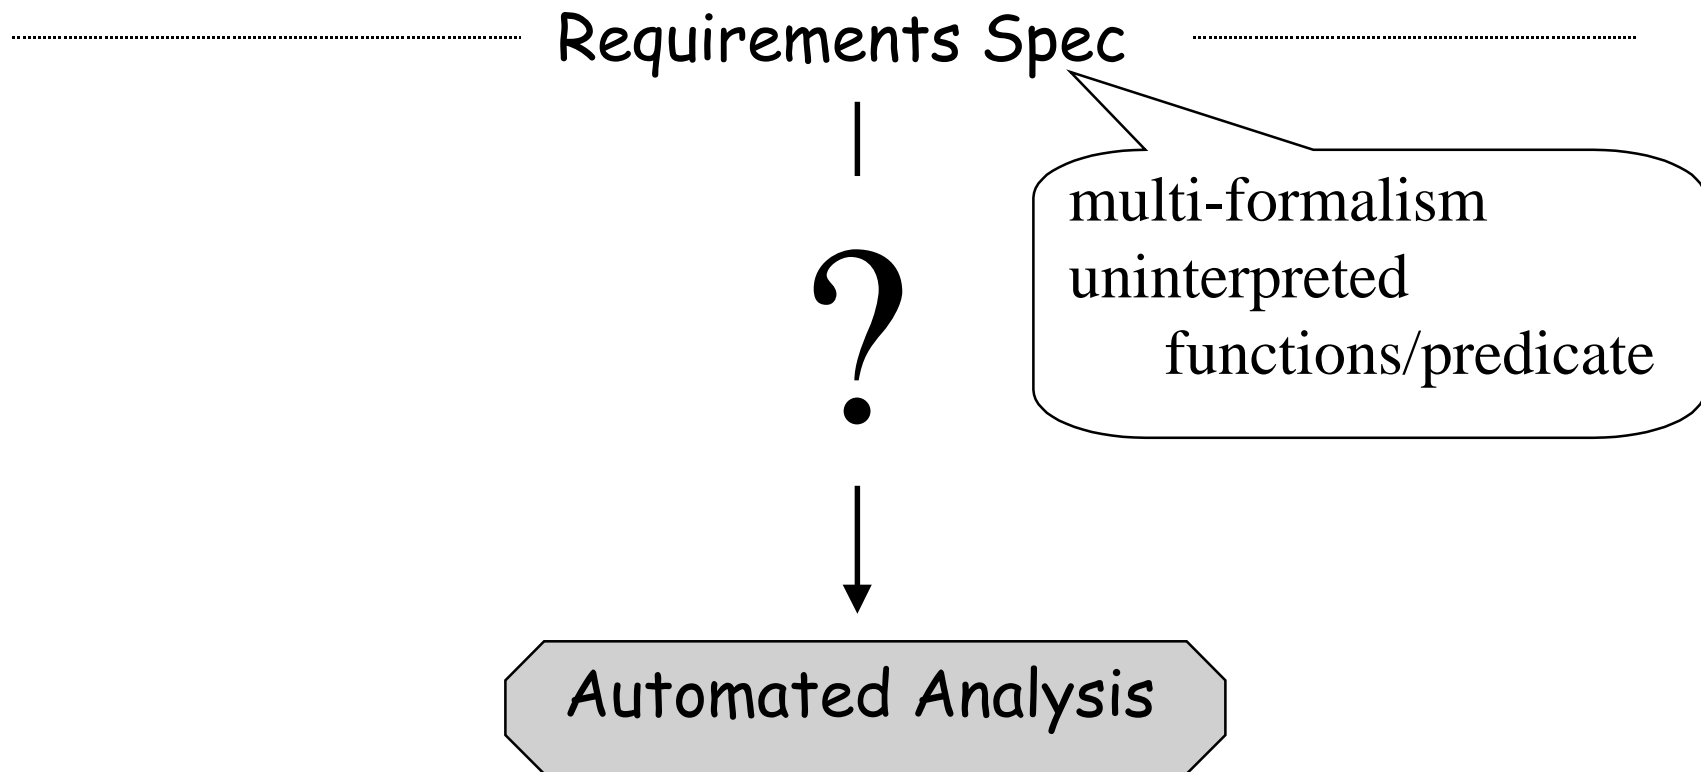 Requirements Spec
multi-formalism
uninterpreted
functions/predicate
?
Automated Analysis